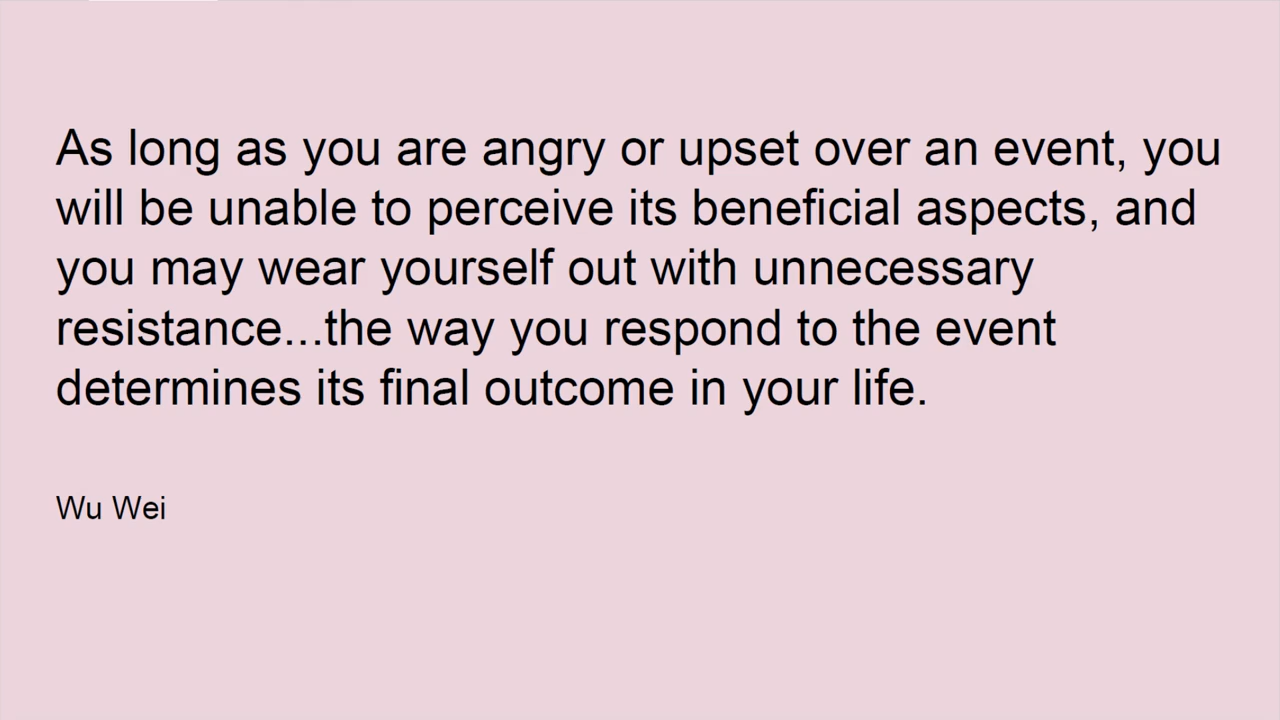 As long as you are angry or upset over an event, you
will be unable to perceive its beneficial aspects, and
you may wear yourself out with unnecessary
resistance...the way you respond to the event
determines its final outcome in your life.
Wu Wei